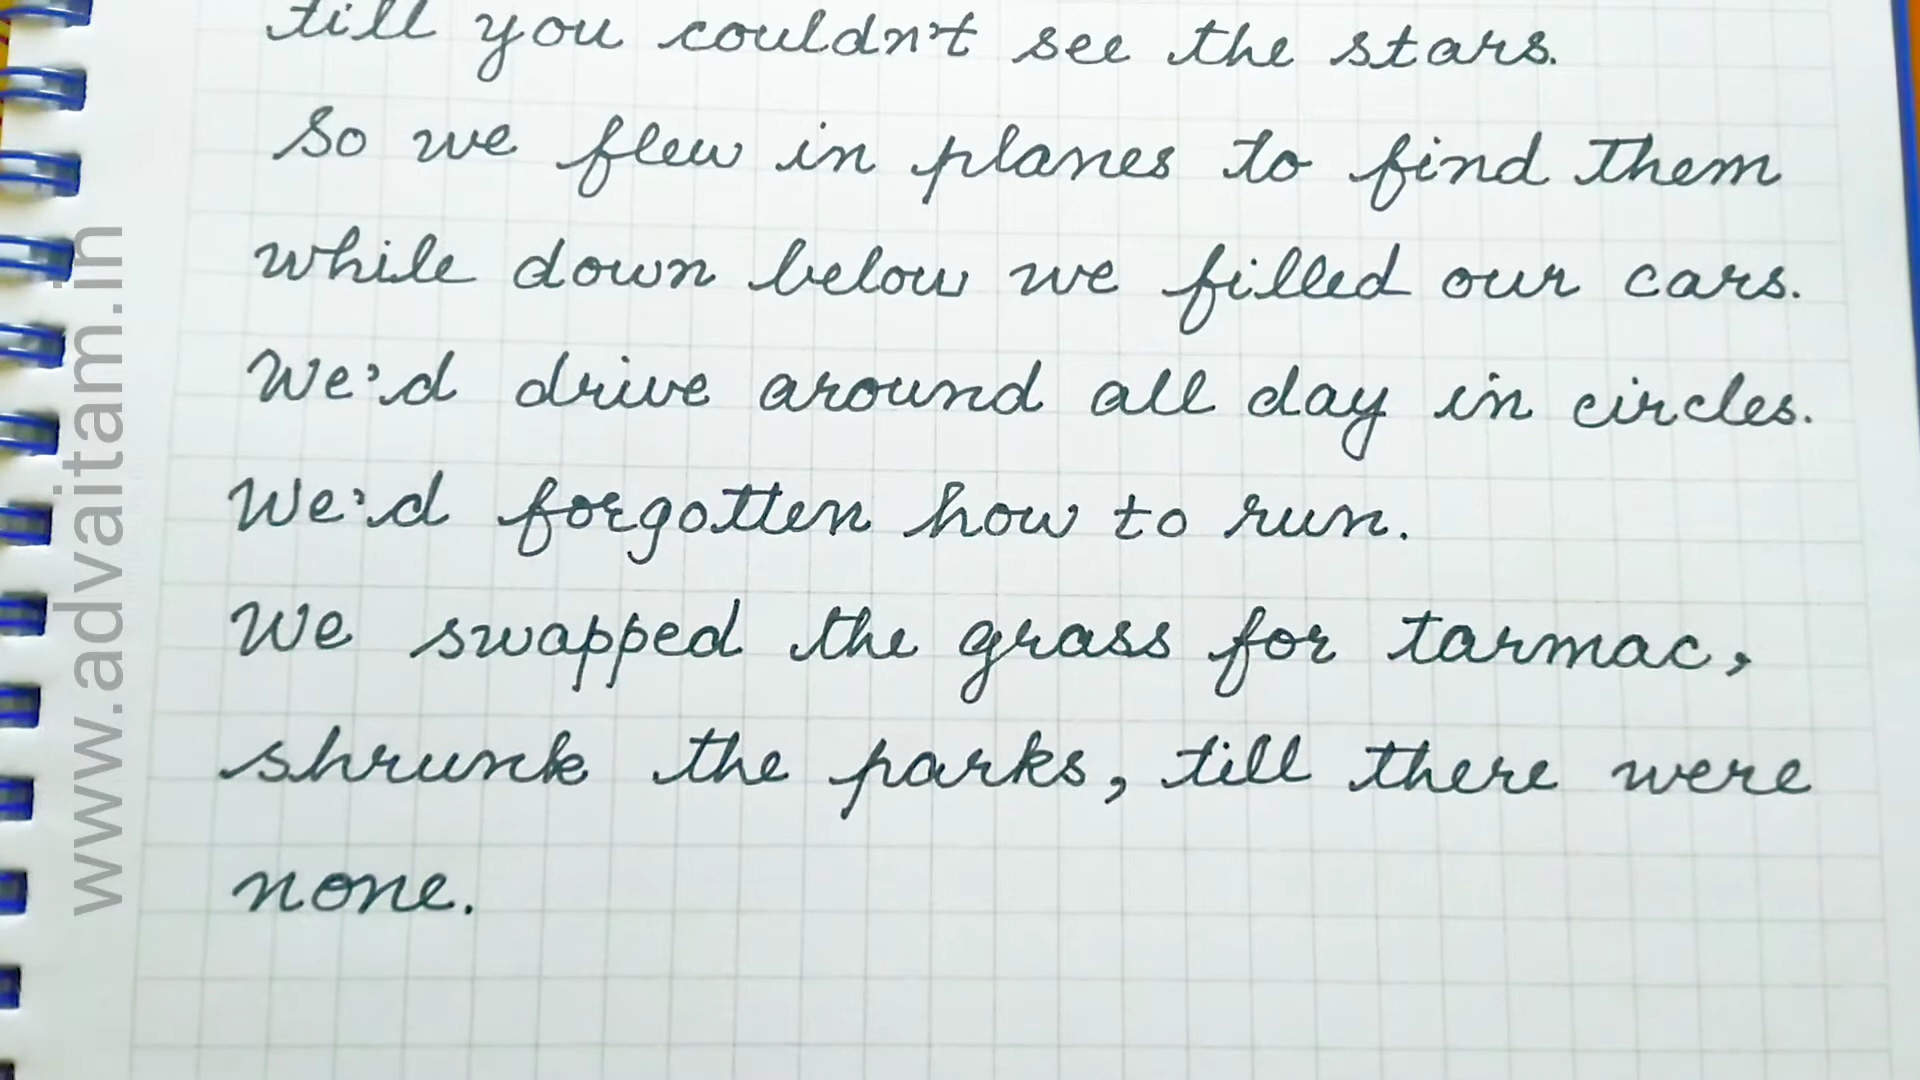 till you couldn't see the stars.
So we flew in planes to find them
while down below we filled our cars.
We'd drive around all day in circles.
We'd forgotten how to run.
We swapped the grass for tarmac,
shrunk the parks, till there were
none.
www.advaitam.in